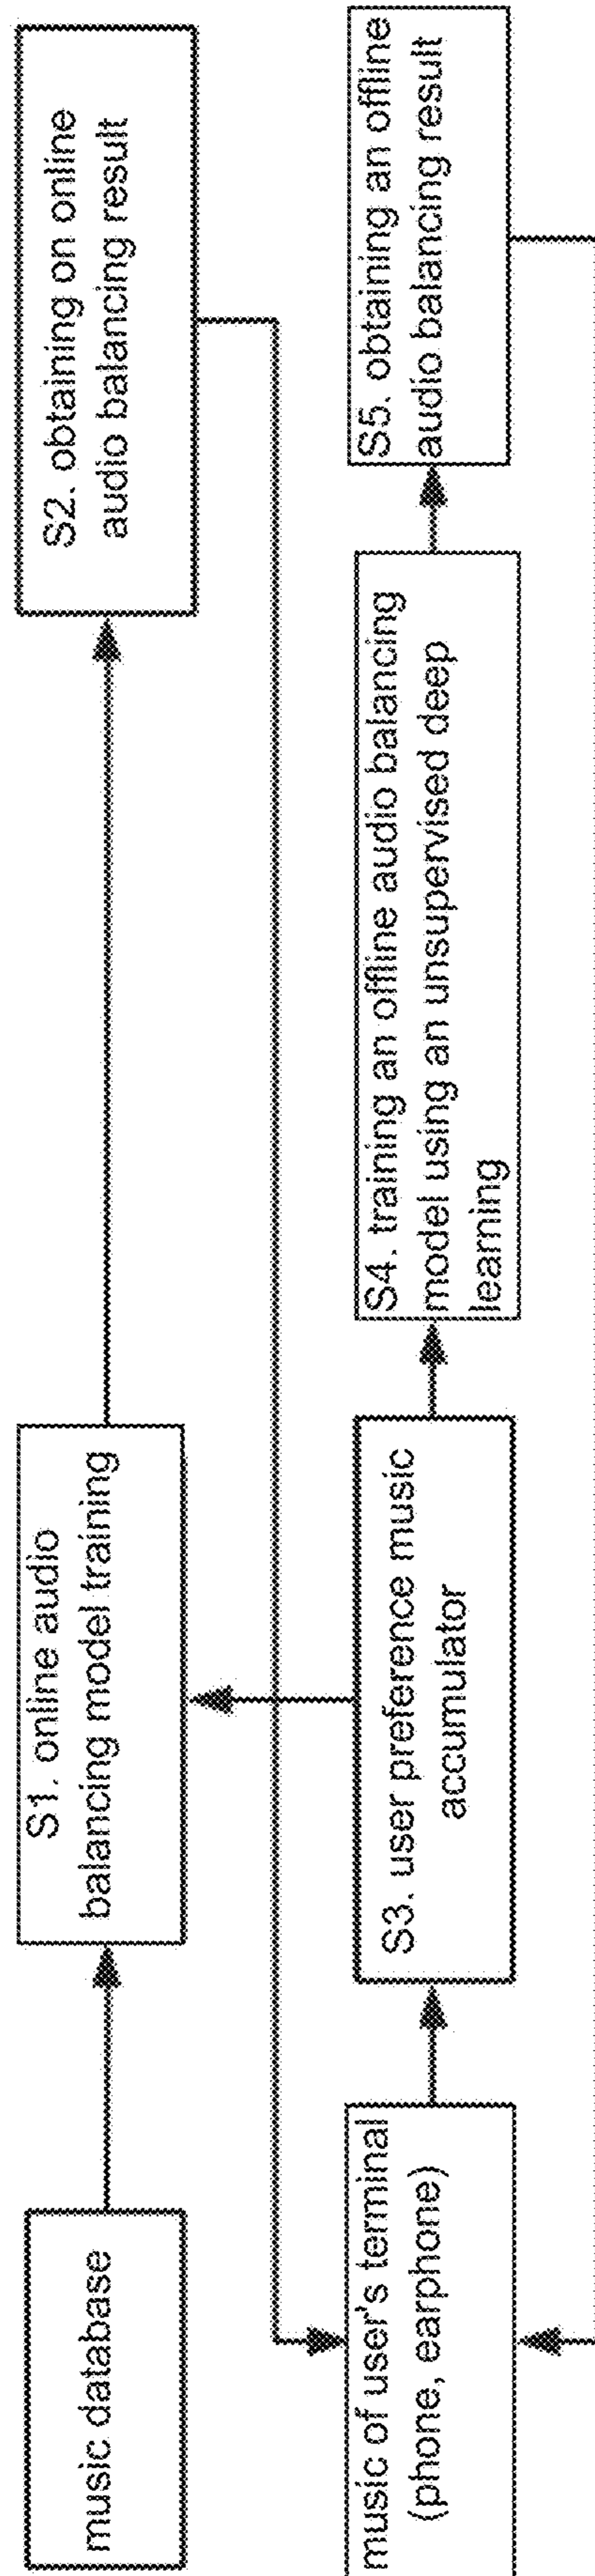 music database
S1. online audio
balancing model training
S2. obtaining on online
audio balancing result
music of user's terminal
(phone, earphone)
S3. user preference music
accumulator
S4. training an offline audio balancing
model using an unsupervised deep
learning
S5. obtaining an offline
audio balancing result